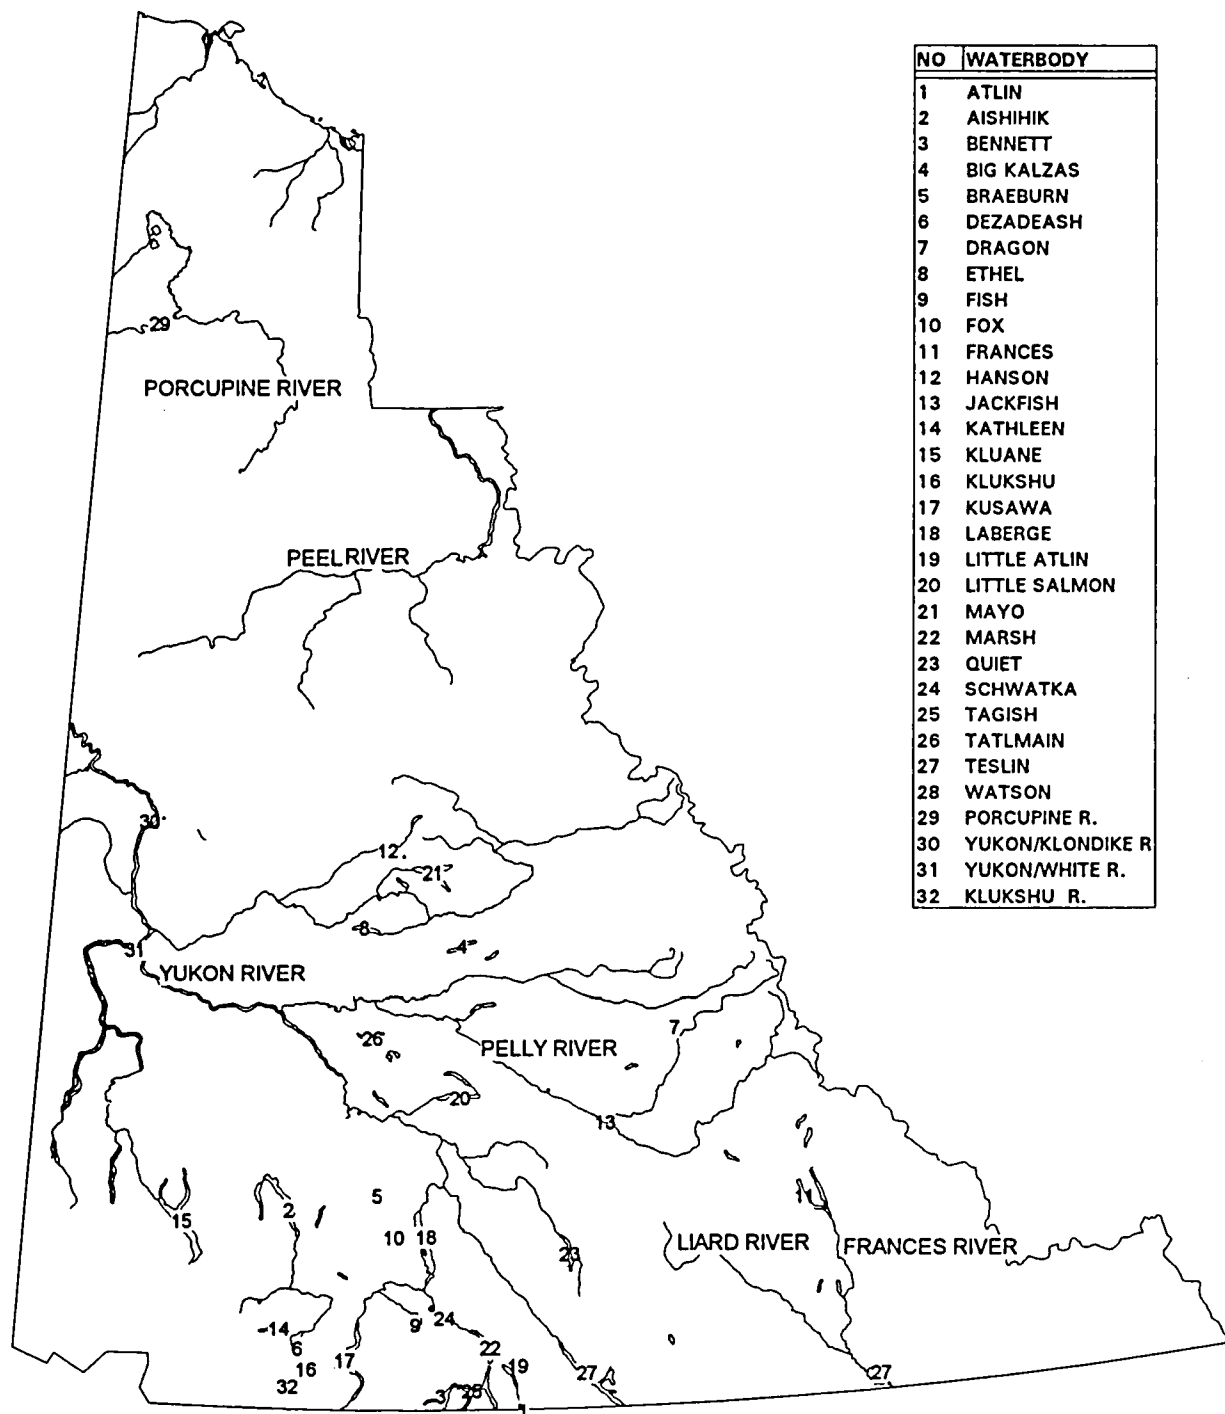 NO WATERBODY
1 ATLIN
2 AISHIHIK
3 BENNETT
4 BIG KALZAS
5 BRAEBURN
6 DEZADEASH
7 DRAGON
8 ETHEL
9 FISH
10 FOX
11 FRANCES
12 HANSON
13 JACKFISH
14 KATHLEEN
15 KLUANE
16 KLUKSHU
17 KUSAWA
18 LABERGE
19 LITTLE ATLIN
20 LITTLE SALMON
21 MAYO
22 MARSH
23 QUIET
24 SCHWATKA
25 TAGISH
26 TATLMAIN
27 TESLIN
28 WATSON
29 PORCUPINE R.
30 YUKON/KLONDIKE R
31 YUKON/WHITE R.
32 KLUKSHU R.
29
PORCUPINE RIVER
PEEL RIVER
30
12
21
8
4
31
YUKON RIVER
7
26
PELLY RIVER
20
13
5
11
15
2
10 18
23
LIARD RIVER
FRANCES RIVER
14
9
24
6
22
16
17
19
27
27
32
3
25
1